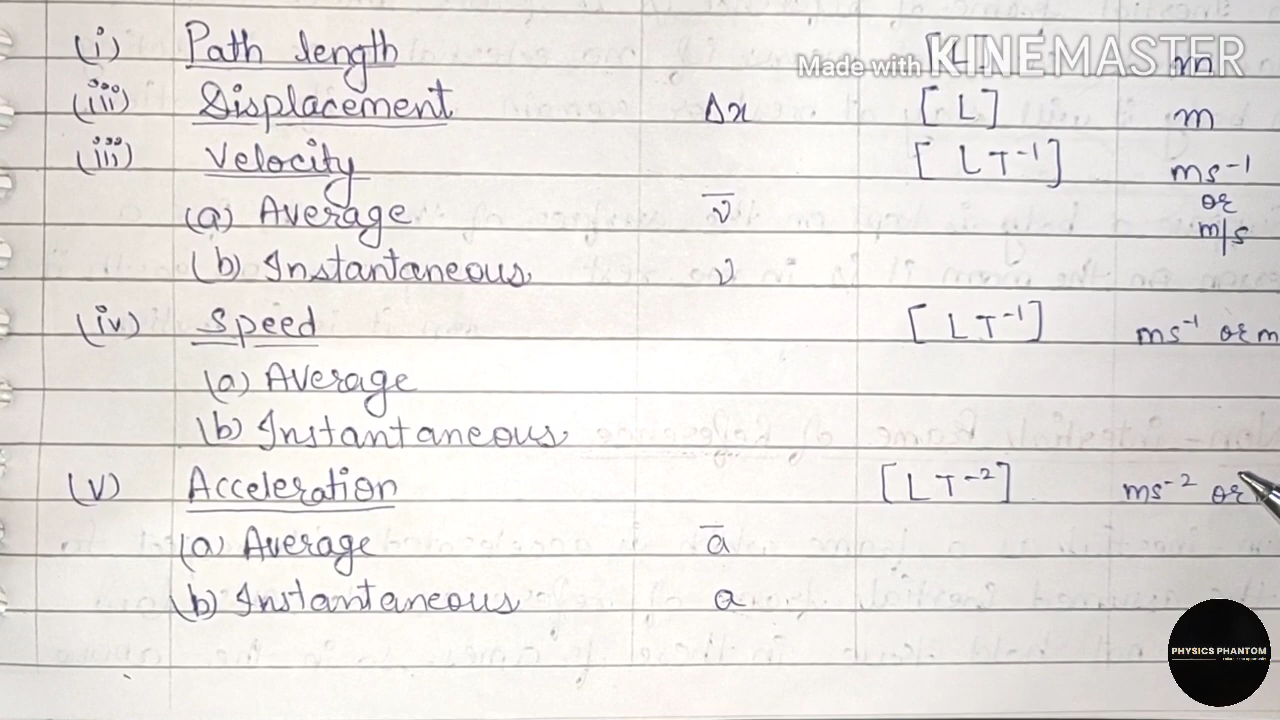 (i) Path length [L] m
Made with KINEMASTER
(iii) Displacement Δx [L] m
(iii) Velocity [LT⁻¹] ms⁻¹
or
(a) Average v̅ m/s
(b) Instantaneous v
(iv) Speed [LT⁻¹] ms⁻¹ or m
(a) Average
(b) Instantaneous
(v) Acceleration [LT⁻²] ms⁻² or
(a) Average a̅
(b) Instantaneous a
PHYSICS PHANTOM